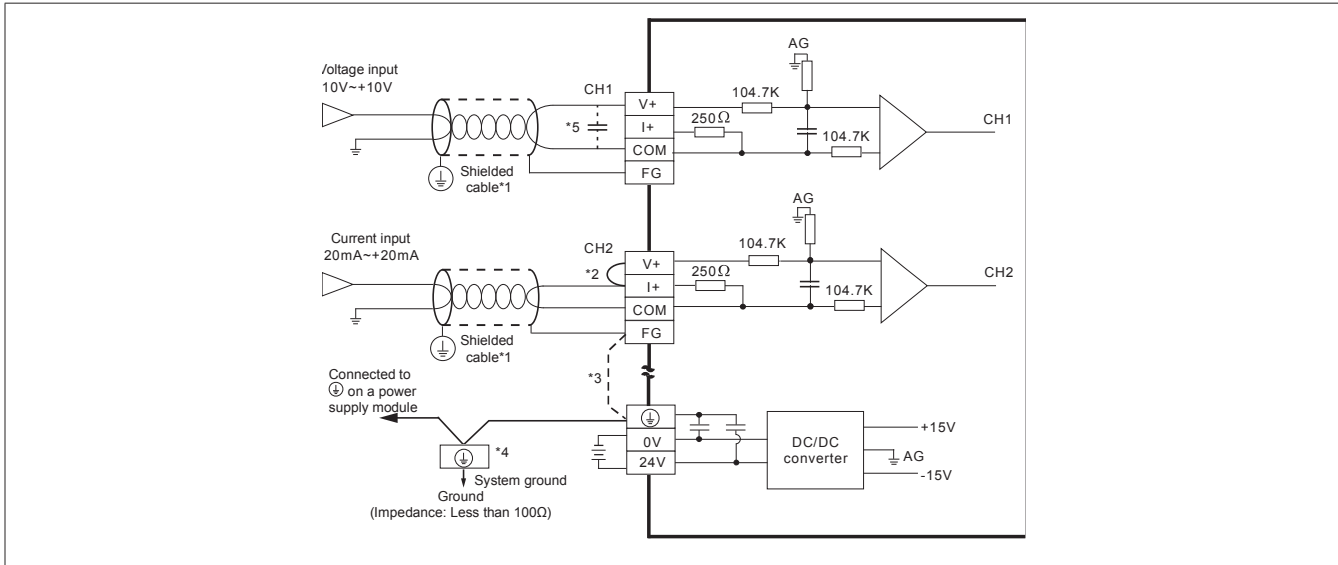 /oltage input
10V~+10V
CH1
*5
Shielded
cable*1
V+
I+
COM
FG
AG
104.7K
250Ω
104.7K
CH1
Current input
20mA~+20mA
CH2
*2
Shielded
cable*1
V+
I+
COM
FG
AG
104.7K
250Ω
104.7K
CH2
*3
Connected to
on a power
supply module
*4
System ground
Ground
(Impedance: Less than 100Ω)
0V
24V
DC/DC
converter
+15V
AG
-15V